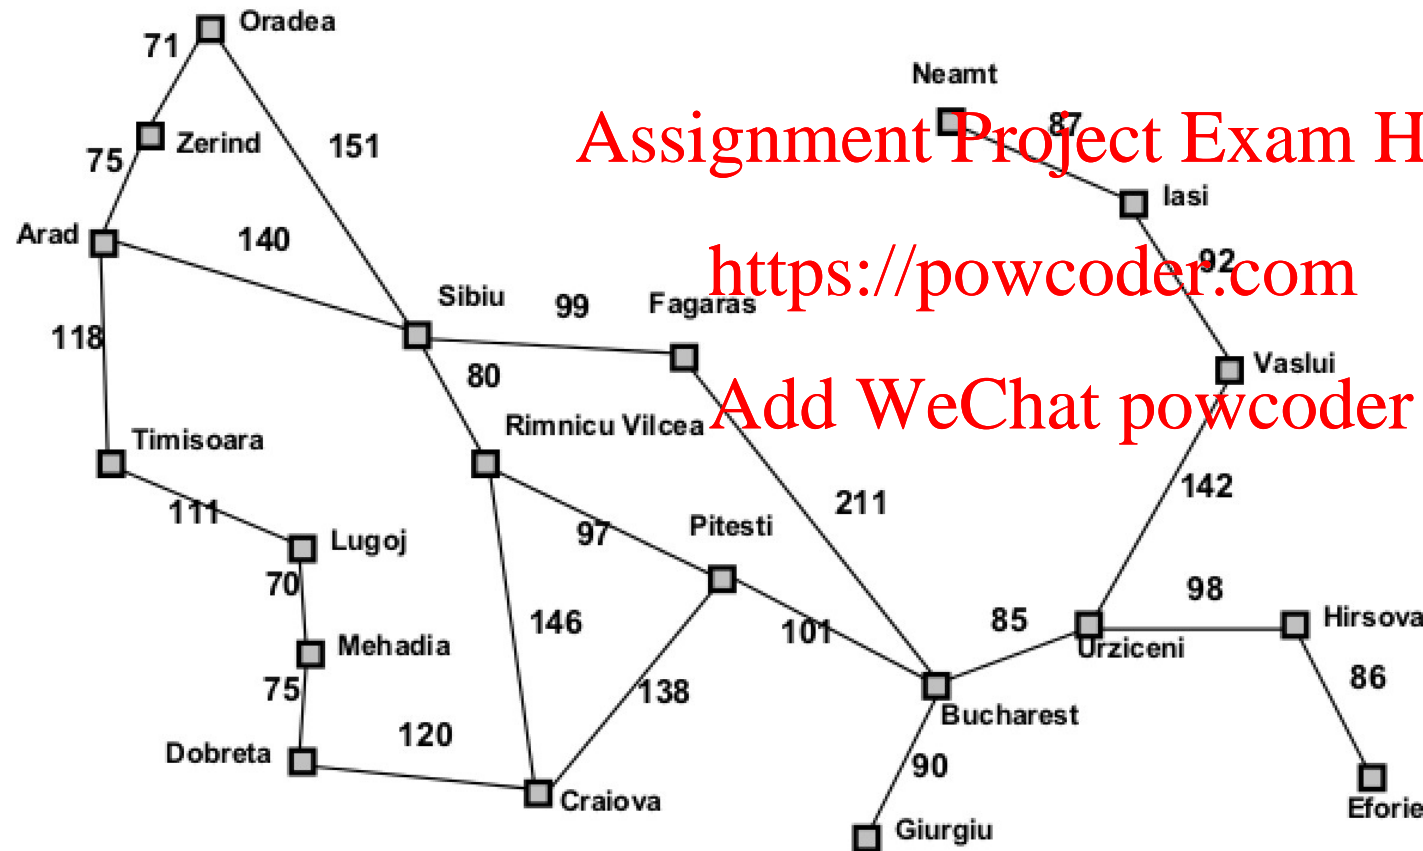 Oradea
71
Neamt
Assignment Project Exam H
87
Zerind
151
75
Iasi
Arad
140
https://powcoder.com
92
Sibiu
99
Fagaras
118
Vaslui
80
Add WeChat powcoder
Rimnicu Vilcea
Timisoara
142
211
111
97
Pitesti
Lugoj
70
98
146
101
85
Hirsova
Urziceni
Mehadia
86
75
138
Bucharest
120
Dobreta
90
Craiova
Eforie
Giurgiu